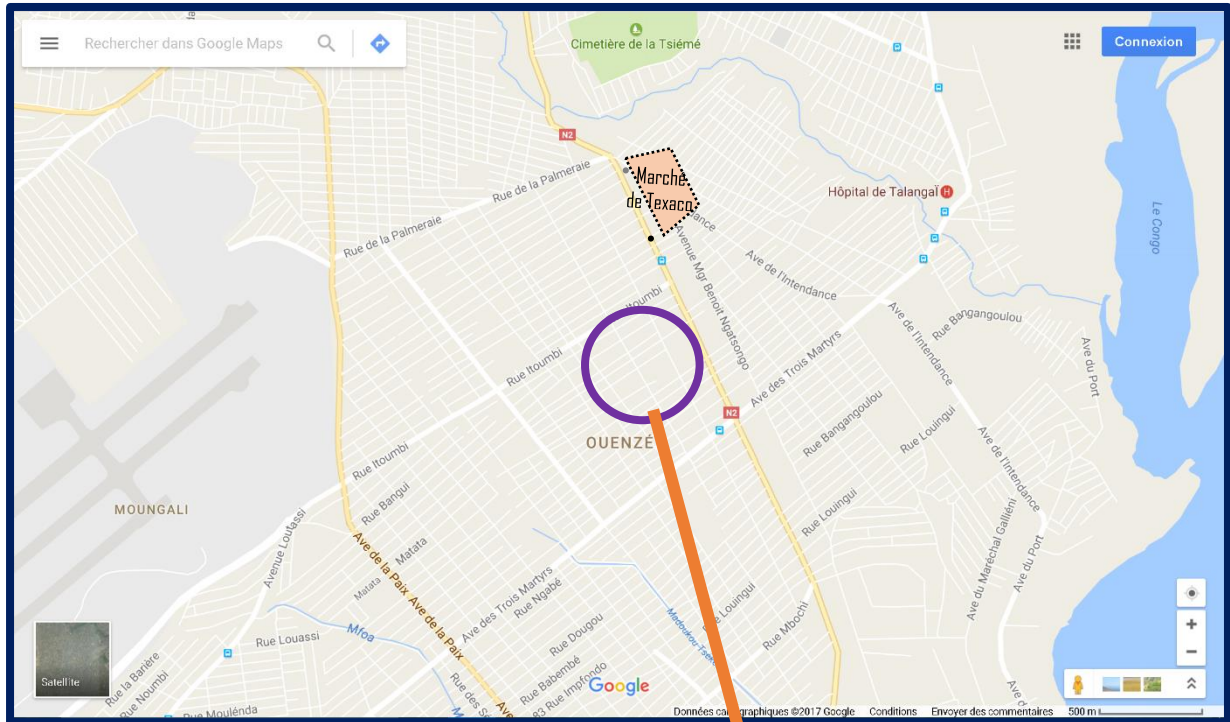 Rechercher dans Google Maps
Connexion
Cimetière de la Tsiémé
N2
Marché
de Texaco
Rue de la Palmeraie
Hôpital de Talangaï
H
Le Congo
Rue de la Palmeraie
Avenue Mgr Benoit Ngatsongo
Ave de l'Intendance
Itoumbi
Rue Itoumbi
Ave de l'Intendance
Rue Bangangoulou
Ave du Port
Ave des Trois Martyrs
N2
OUENZÉ
Rue Bangangoulou
Rue Louingui
Ave de l'Intendance
Rue Itoumbi
MOUNGALI
Rue Bangui
Avenue Loutassi
Matata
Matata
Rue Louingui
Ave de la Paix
Ave de la Paix
Ave des Trois Martyrs
Rue Ngabé
Ave du Maréchal Galliéni
Ave du Port
Rue Louassi
Mfoa
Rue Dougou
Rue Louingui
Rue Mbochi
Satellite
Rue la Barière
Rue Noumbi
Rue Moulénda
Rue Babembé
Rue Impfondo
Google
Données cartographiques ©2017 Google
Conditions
Envoyer des commentaires
500 m